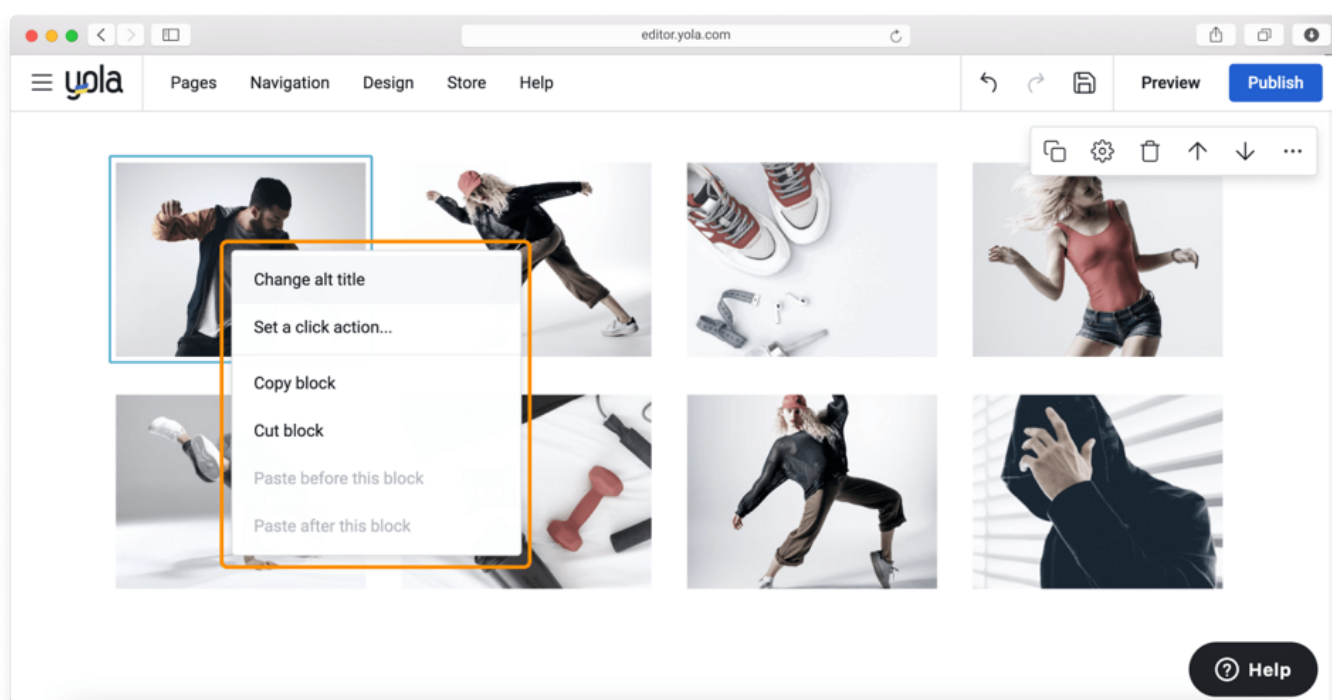 editor.yola.com
yola
Pages Navigation Design Store Help
Preview Publish
Change alt title
Set a click action...
Copy block
Cut block
Paste before this block
Paste after this block
Help